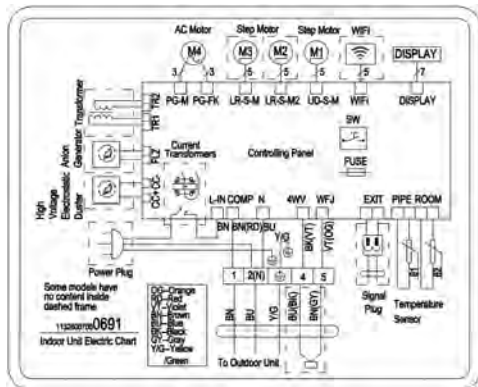 AC Motor Step Motor Step Motor WIFI
M4 M3 M2 M1 DISPLAY
3 3 5 5 5 5 7
PG-M PG-FK LR-S-M LR-S-M2 UD-S-M WIFI DISPLAY
Transformer
TR2
TR1
Anion
Generator
FLZ
High
Voltage
Electrostatic
Duster
CC+CC-
Current
Transformers
Controlling Panel
SW
°C
FUSE
L-IN COMP N 4WV WFJ EXIT PIPE ROOM
BN BN(RD) BU Y/G BK(VT) VT(OG)
Power Plug
1 2(N) 4 5
Signal
Plug
B1 B2
Temperature
Sensor
Some models have
no content inside
dashed frame.
0691
Indoor Unit Electric Chart
OG-Orange
RD-Red
VT-Violet
BN-Brown
BU-Blue
BK-Black
GY-Gray
Y/G-Yellow
/Green
BN BU Y/G BU(BK) BN(GY)
To Outdoor Unit